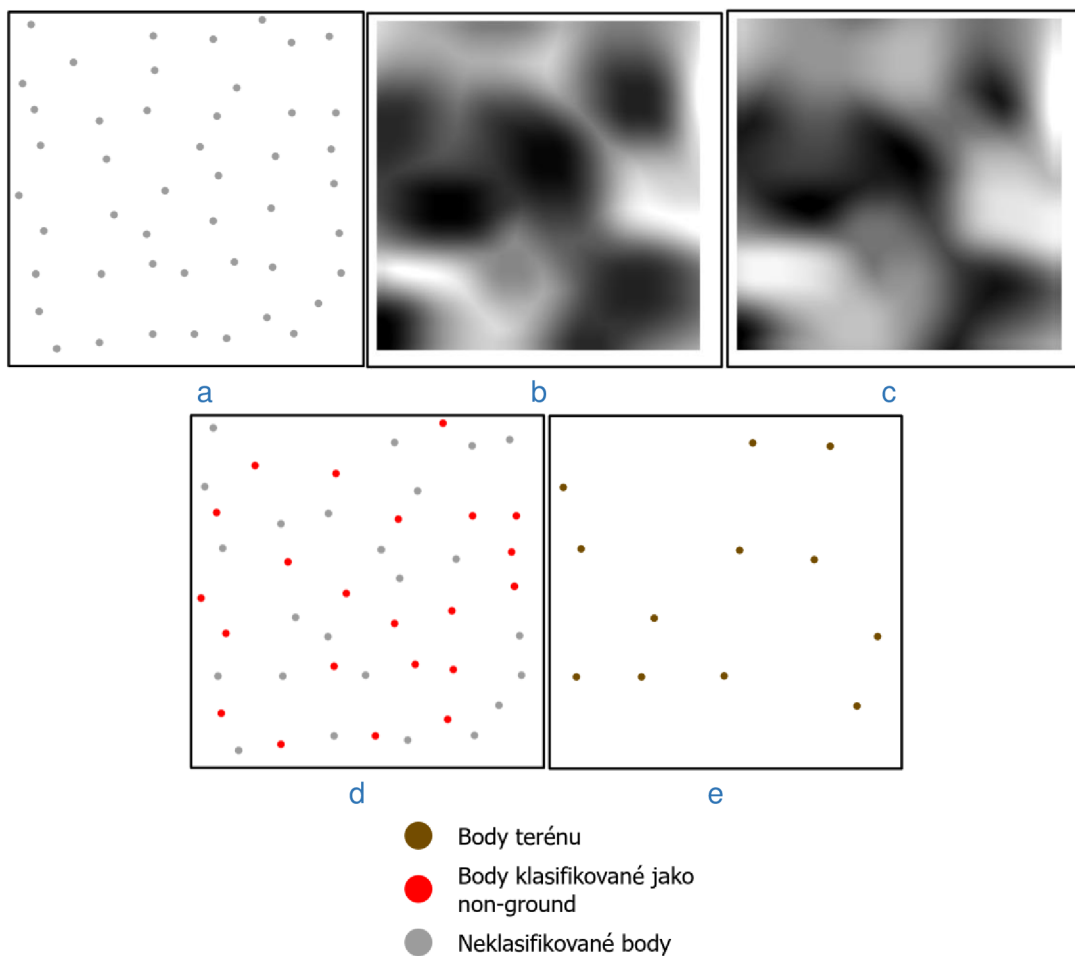 a
b
c
d
e
Body terénu
Body klasifikované jako
non-ground
Neklasifikované body